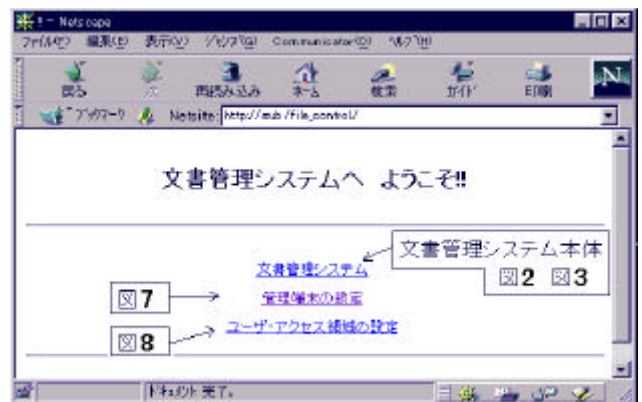 ! - Netscape
ファイル(F) 編集(E) 表示(V) ジャンプ(G) Communicator(C) ヘルプ(H)
戻る 次 再読み込み ホーム 検索 ガイド 印刷 N
ブックマーク Netsite: http://sub/file_control/
文書管理システムへ ようこそ!!
文書管理システム本体
図2 図3
文書管理システム
図7
管理端末の設定
ユーザ・アクセス領域の設定
図8
ドキュメント:完了。